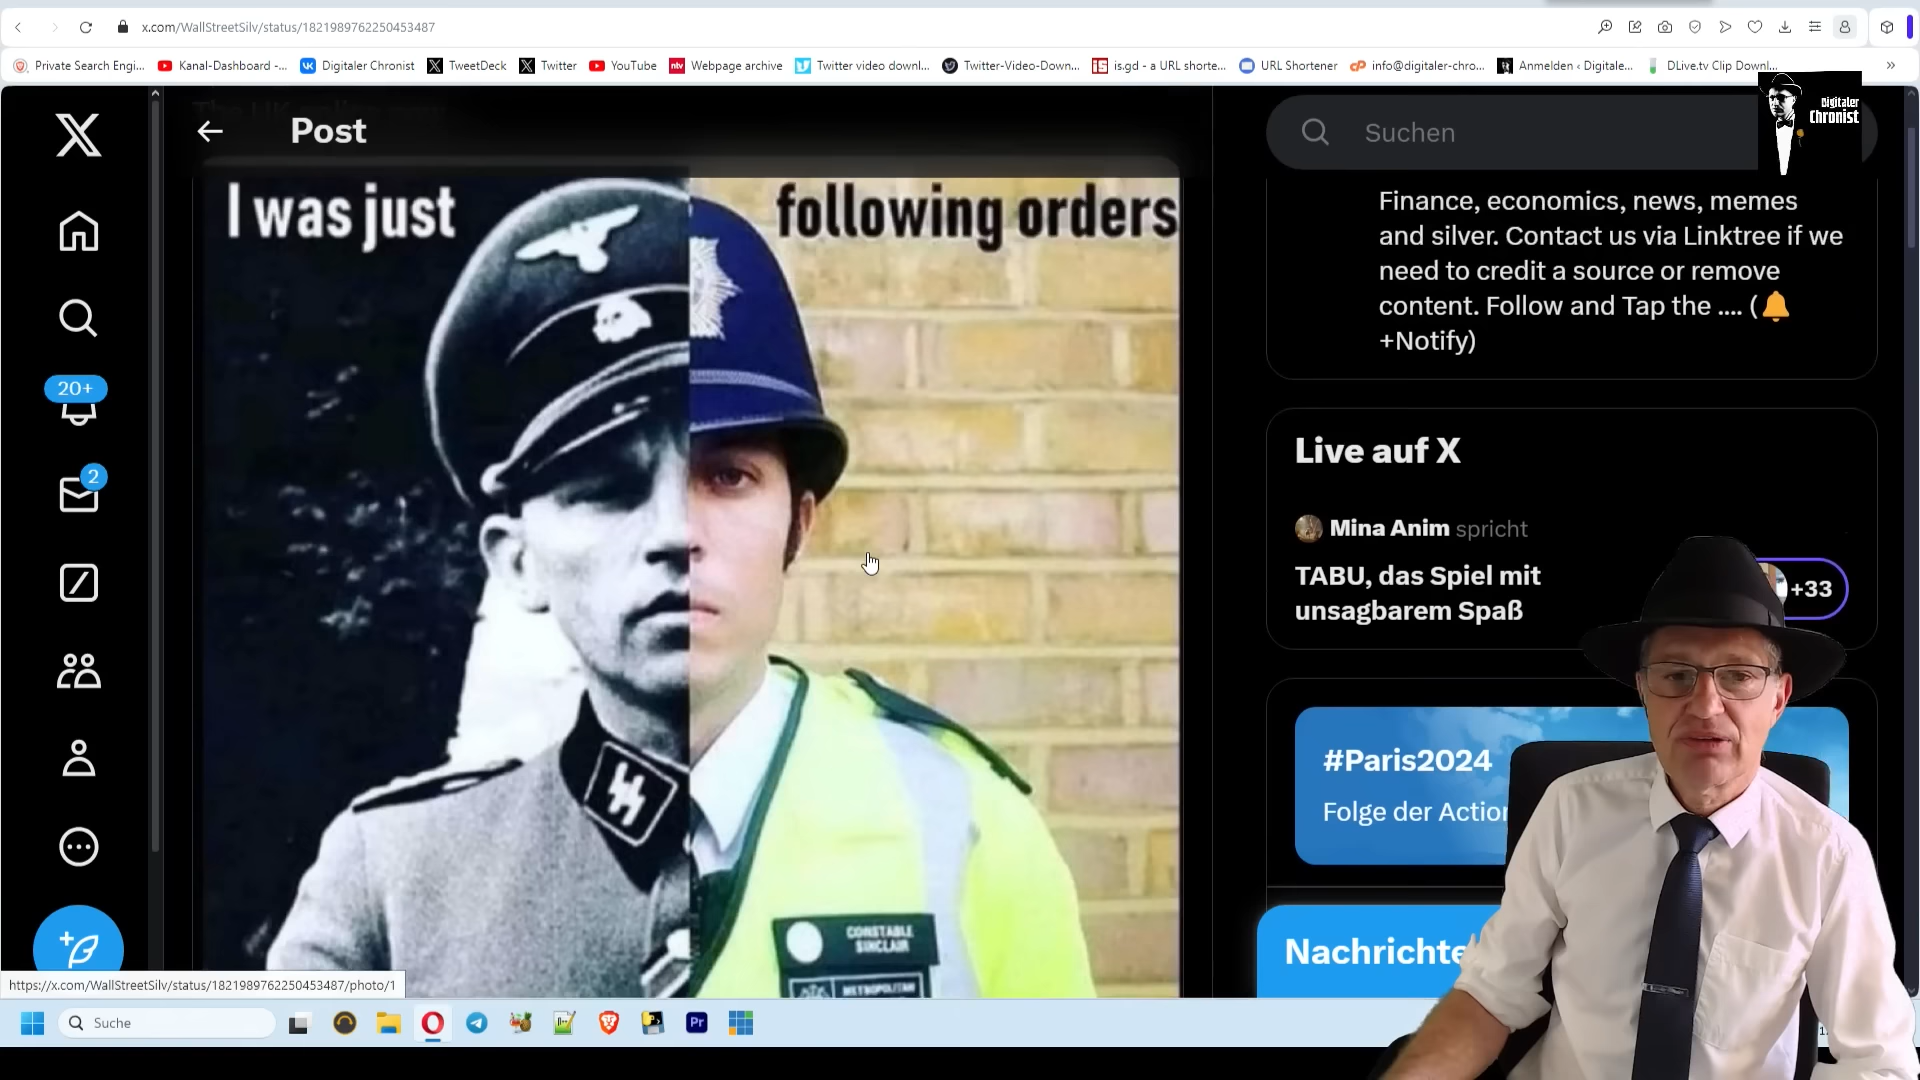 x.com/WallStreetSilv/status/1821989762250453487
Private Search Engi...
Kanal-Dashboard -...
Digitaler Chronist
TweetDeck
Twitter
YouTube
ntv
Webpage archive
Twitter video downl...
Twitter-Video-Down...
is.gd - a URL shorte...
URL Shortener
info@digitaler-chro...
Anmelden ‹ Digitale...
DLive.tv Clip Downl...
Digitaler
Chronist
Post
Suchen
20+
2
I was just
following orders
CONSTABLE
SINCLAIR
METROPOLITAN
Finance, economics, news, memes
and silver. Contact us via Linktree if we
need to credit a source or remove
content. Follow and Tap the .... (
+Notify)
Live auf X
Mina Anim spricht
TABU, das Spiel mit
unsagbarem Spaß
+33
#Paris2024
Folge der Action
Nachrichte
https://x.com/WallStreetSilv/status/1821989762250453487/photo/1
Suche
Pr